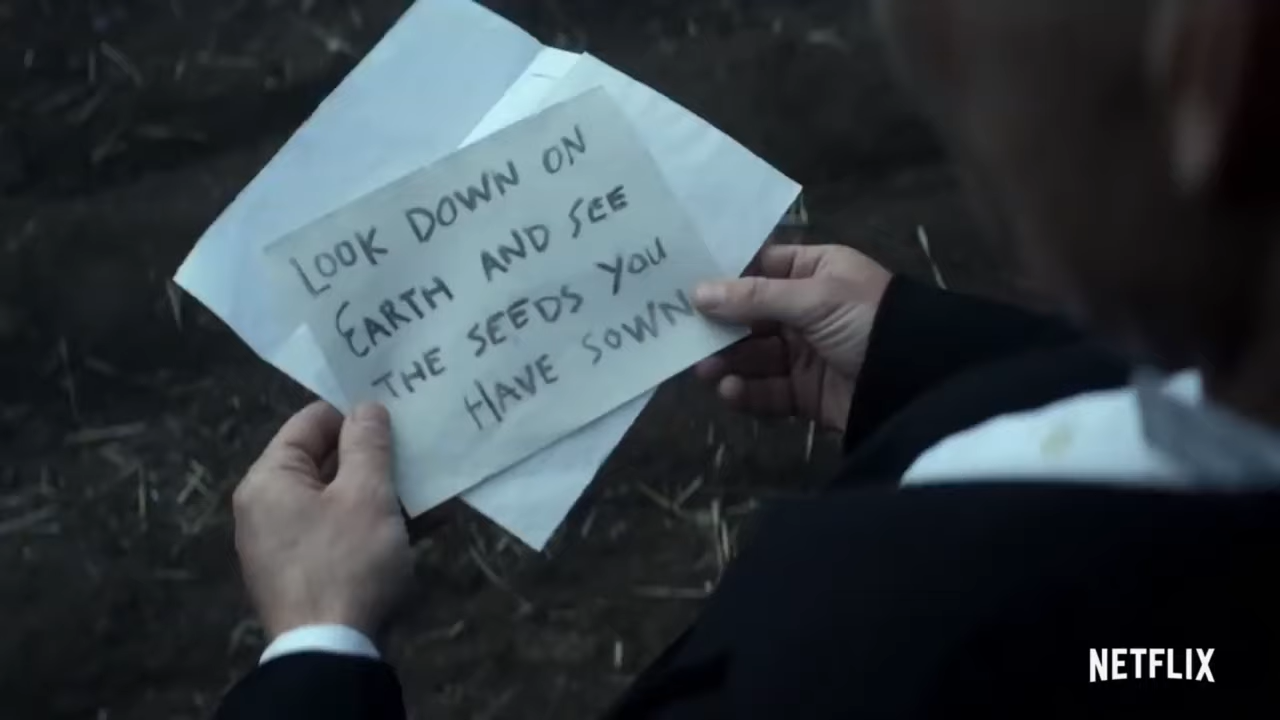 LOOK DOWN ON
EARTH AND SEE
THE SEEDS YOU
HAVE SOWN
NETFLIX